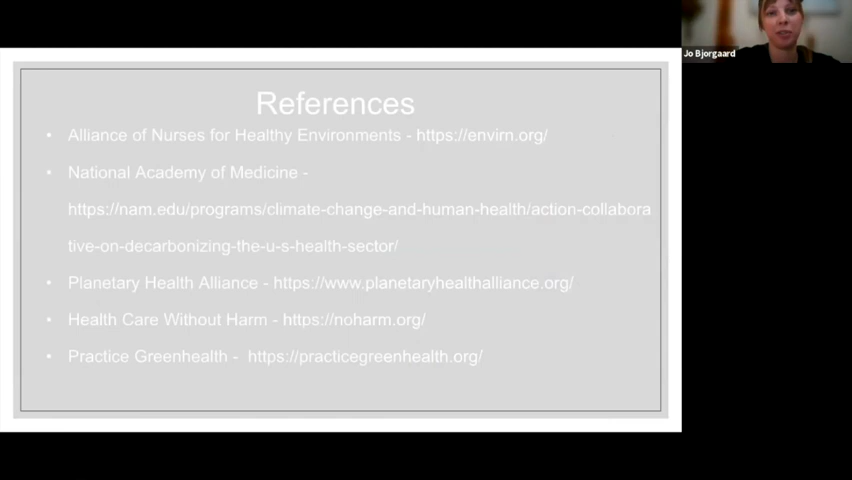 Jo Bjorgaard
References
• Alliance of Nurses for Healthy Environments - https://envirn.org/
• National Academy of Medicine -
https://nam.edu/programs/climate-change-and-human-health/action-collabora
tive-on-decarbonizing-the-u-s-health-sector/
• Planetary Health Alliance - https://www.planetaryhealthalliance.org/
• Health Care Without Harm - https://noharm.org/
• Practice Greenhealth - https://practicegreenhealth.org/